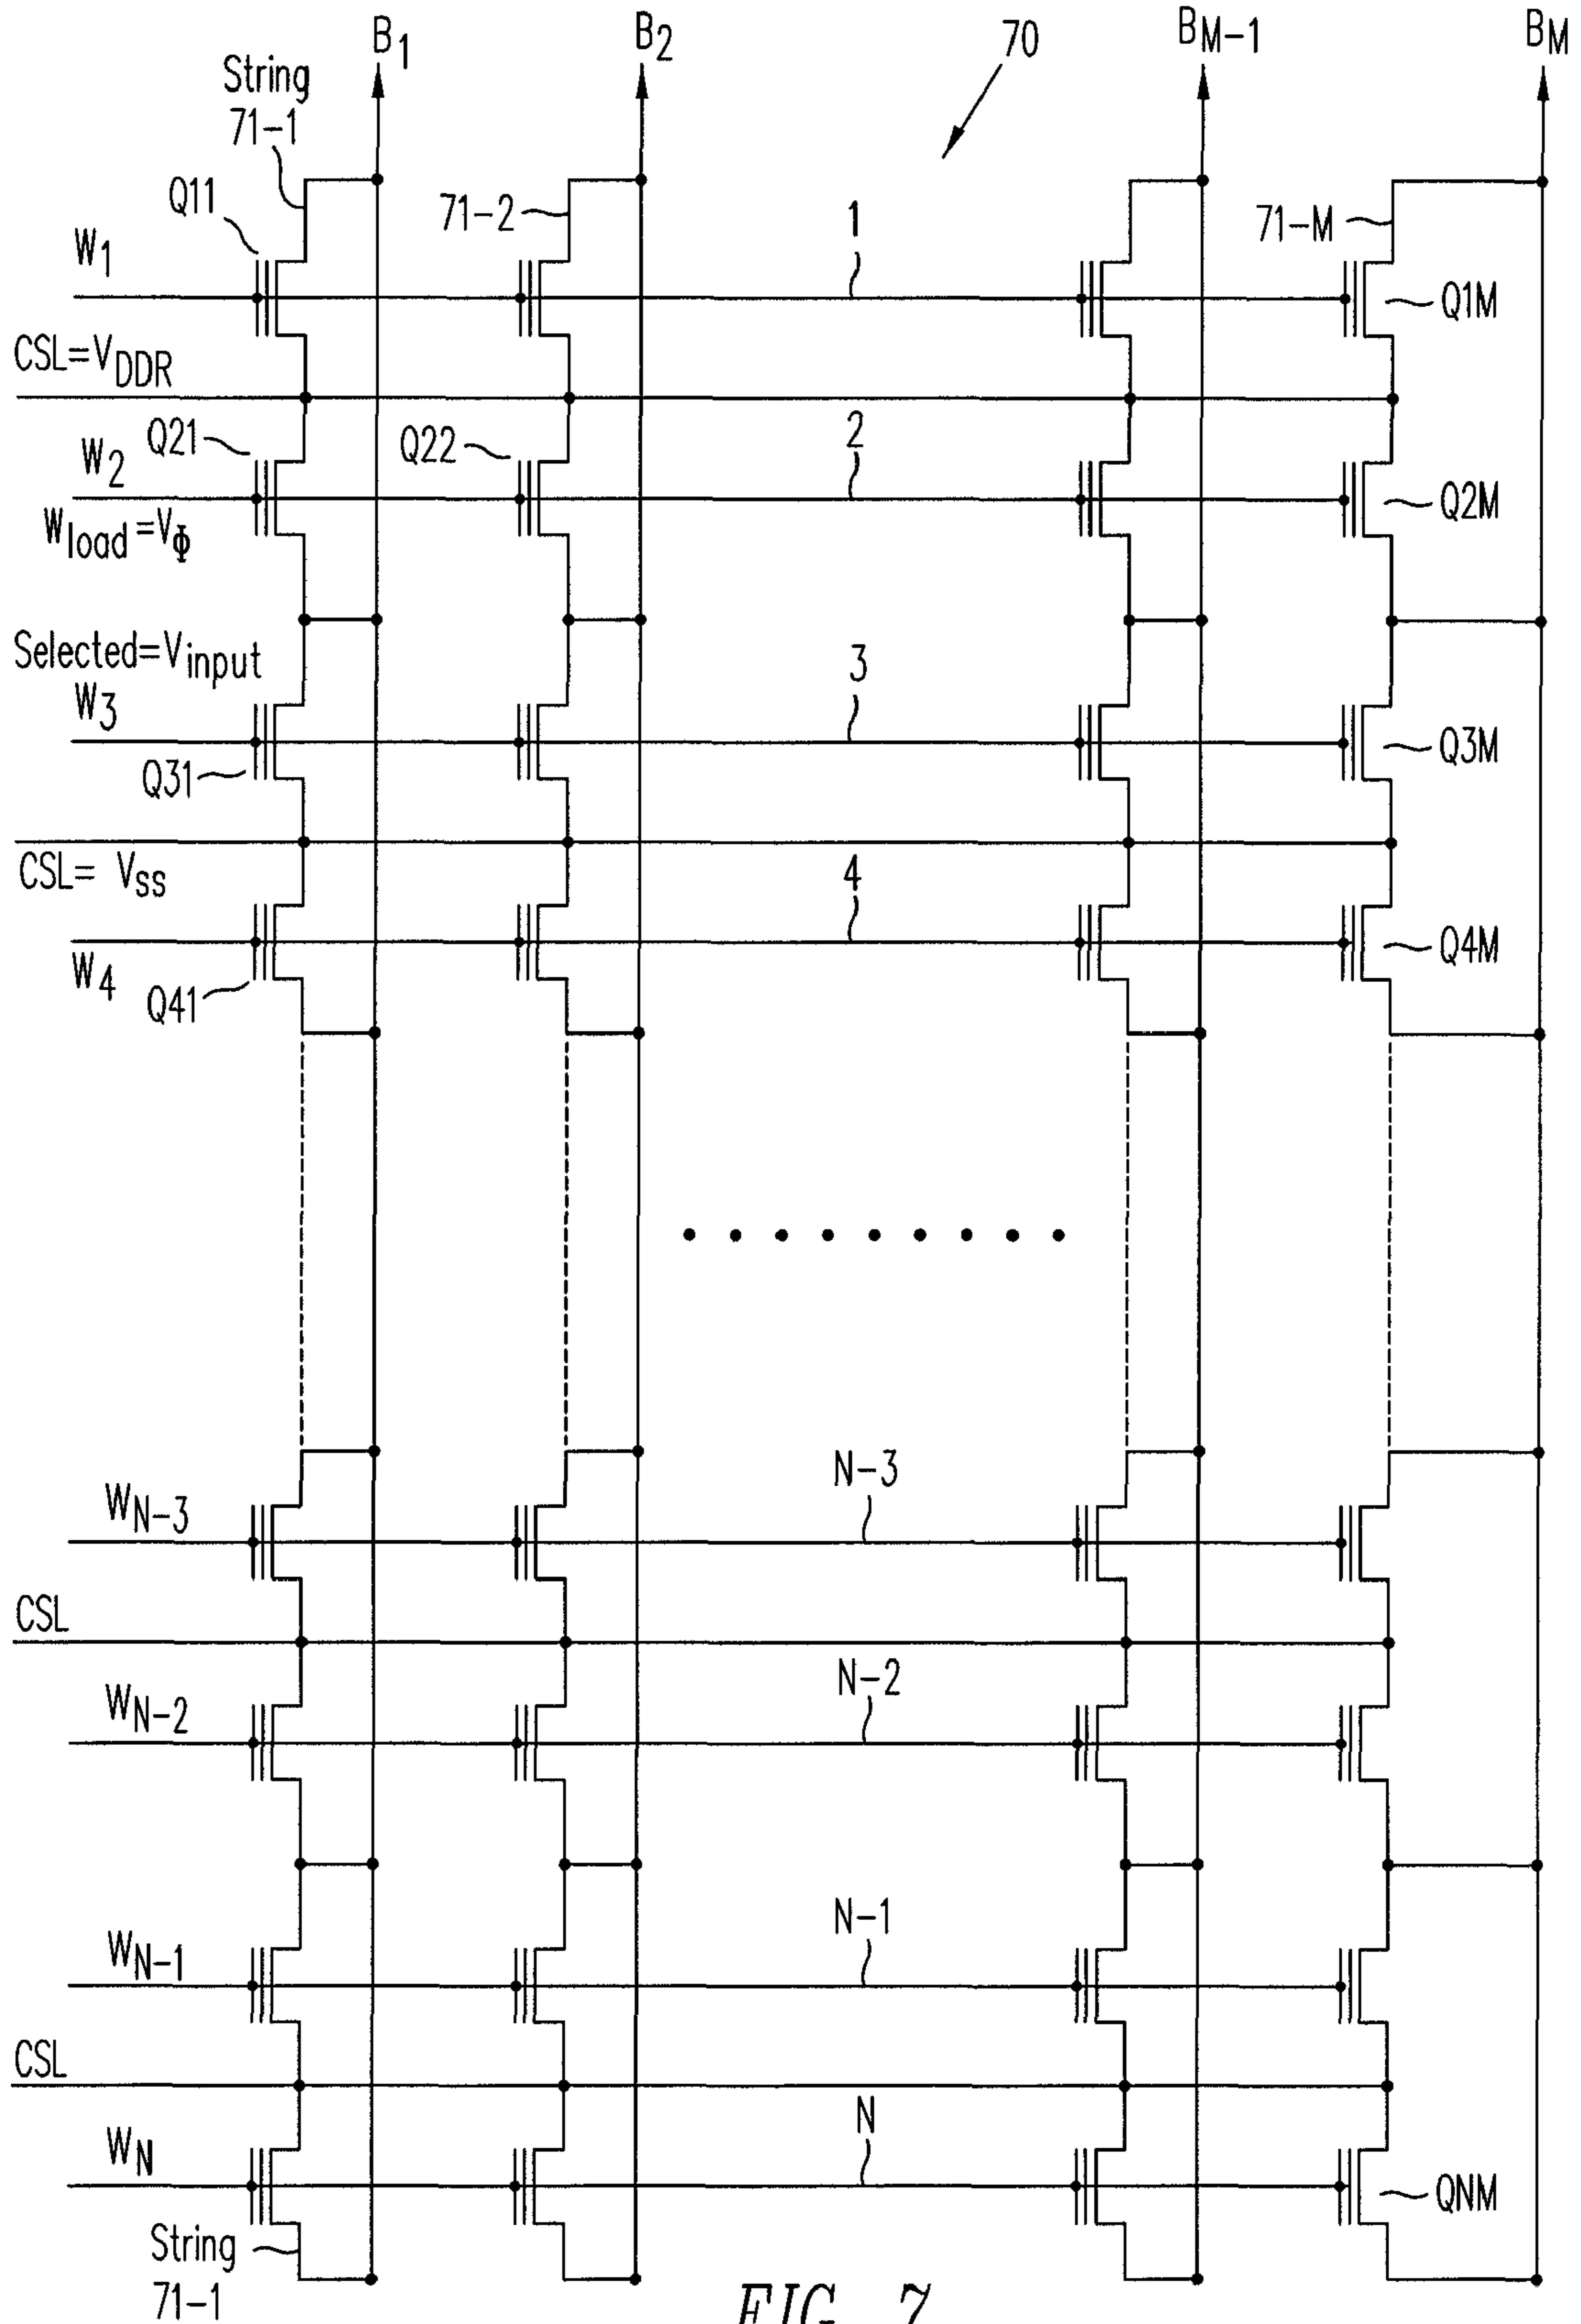 B1 B2 70 BM-1 BM
String
71-1
Q11 71-2 1 71-M
W1 Q1M
CSL=VDDR
Q21 Q22 2
W2 Q2M
Wload=VΦ
Selected=Vinput
W3 3
Q31 Q3M
CSL= VSS
4
W4 Q41 Q4M
WN-3 N-3
CSL
WN-2 N-2
WN-1 N-1
CSL
WN N
QNM
String
71-1
FIG. 7